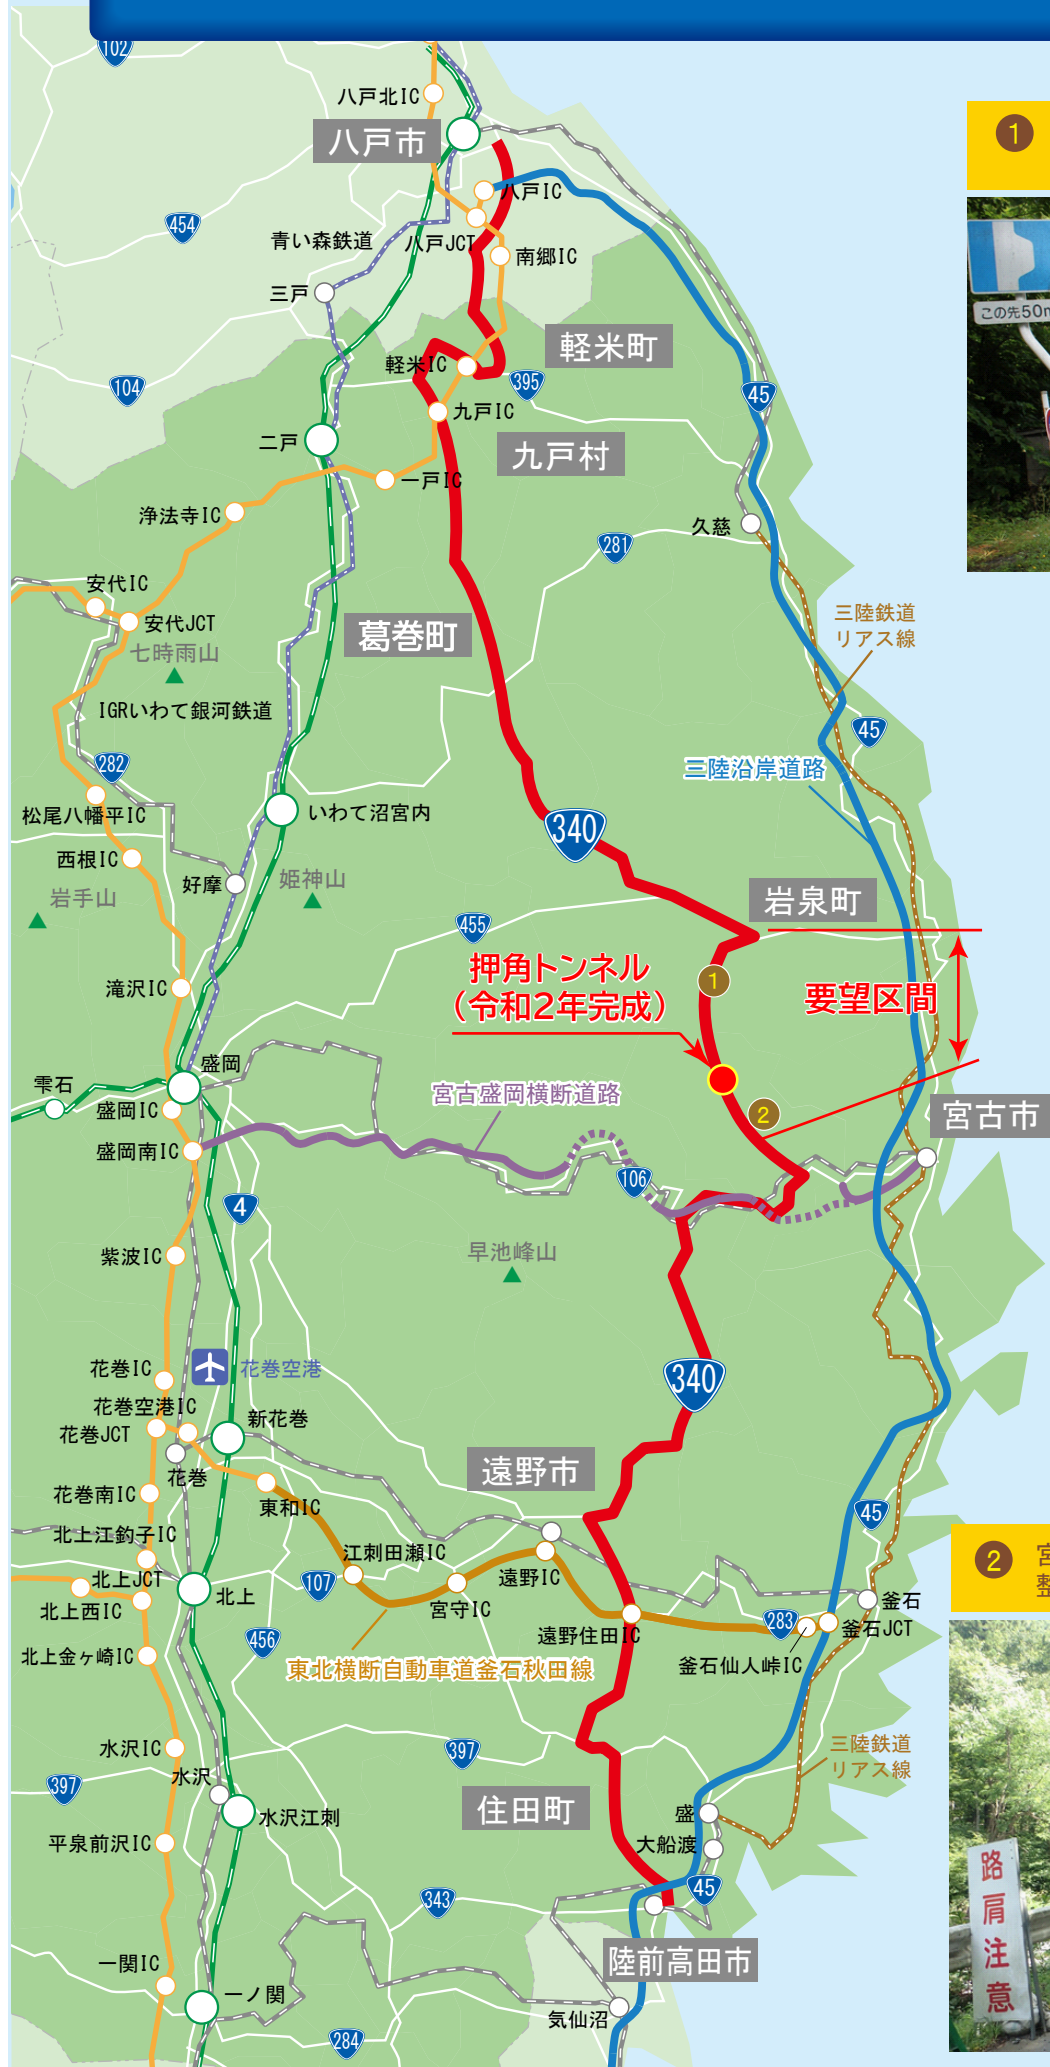 102
八戸北IC
八戸市
1
八戸IC
454
青い森鉄道
八戸JCT
南郷IC
三戸
この先50m
軽米町
軽米IC
104
395
45
九戸IC
二戸
九戸村
一戸IC
浄法寺IC
久慈
281
安代IC
安代JCT
三陸鉄道
リアス線
葛巻町
七時雨山
IGRいわて銀河鉄道
45
282
三陸沿岸道路
松尾八幡平IC
いわて沼宮内
340
西根IC
好摩
姫神山
岩手山
岩泉町
455
押角トンネル
(令和2年完成)
1
要望区間
滝沢IC
盛岡
雫石
宮古盛岡横断道路
盛岡IC
2
宮古市
盛岡南IC
106
4
紫波IC
早池峰山
花巻IC
花巻空港
340
花巻空港IC
花巻JCT
新花巻
花巻
遠野市
花巻南IC
東和IC
45
北上江釣子IC
江刺田瀬IC
2
宮
整
北上JCT
107
遠野IC
北上西IC
北上
宮守IC
釜石
283
釜石JCT
遠野住田IC
456
北上金ヶ崎IC
釜石仙人峠IC
東北横断自動車道釜石秋田線
水沢IC
397
三陸鉄道
リアス線
397
水沢
水沢江刺
住田町
盛
平泉前沢IC
大船渡
路肩注意
343
45
一関IC
陸前高田市
一ノ関
気仙沼
284